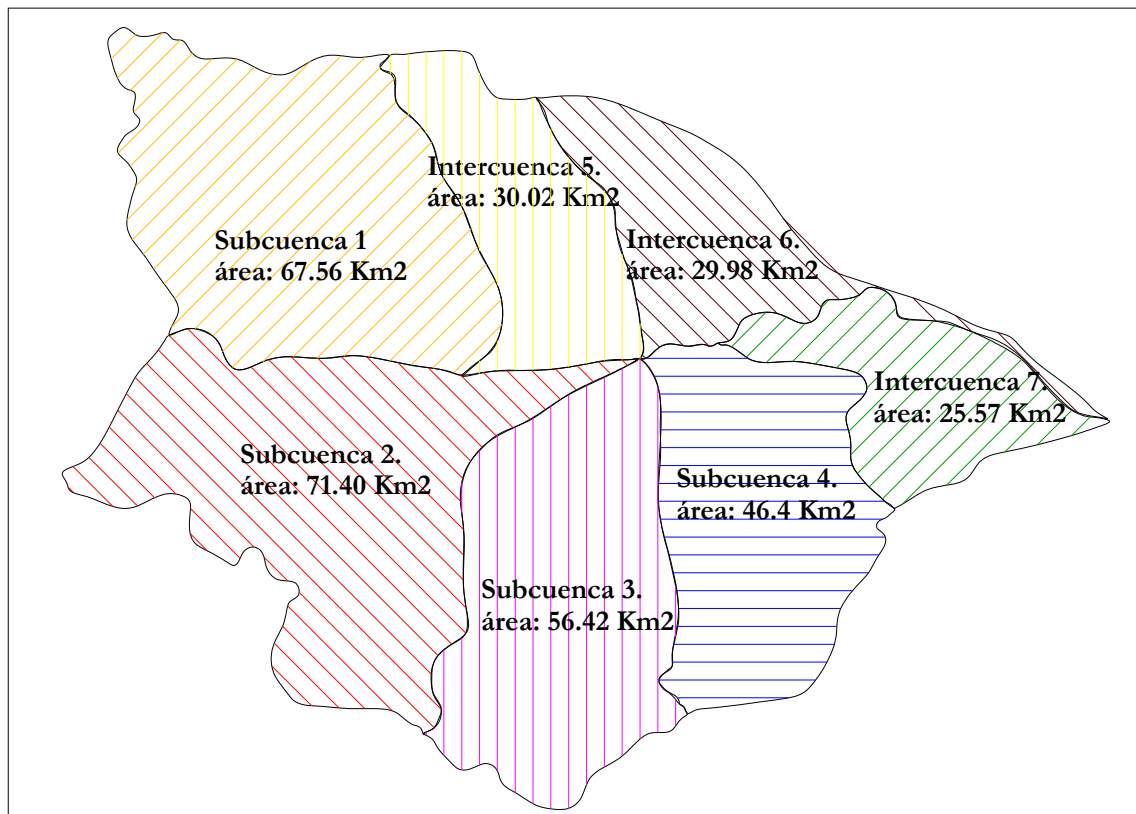 Intercuenca 5.
área: 30.02 Km2
Subcuenca 1
área: 67.56 Km2
Intercuenca 6.
área: 29.98 Km2
Intercuenca 7.
área: 25.57 Km2
Subcuenca 2.
área: 71.40 Km2
Subcuenca 4.
área: 46.4 Km2
Subcuenca 3.
área: 56.42 Km2